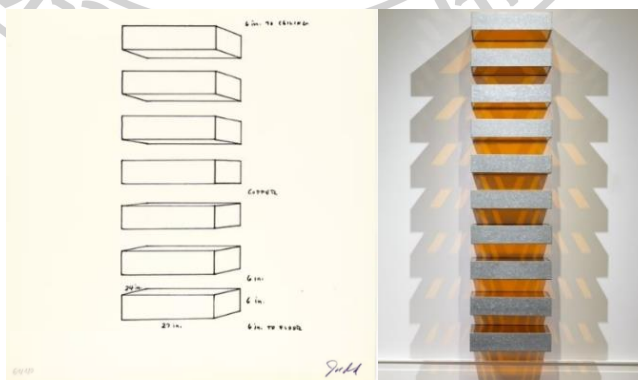 6 in. TO CEILING
COPPER
6 in.
24 in.
6 in.
27 in.
6 in. TO FLOOR
Judd